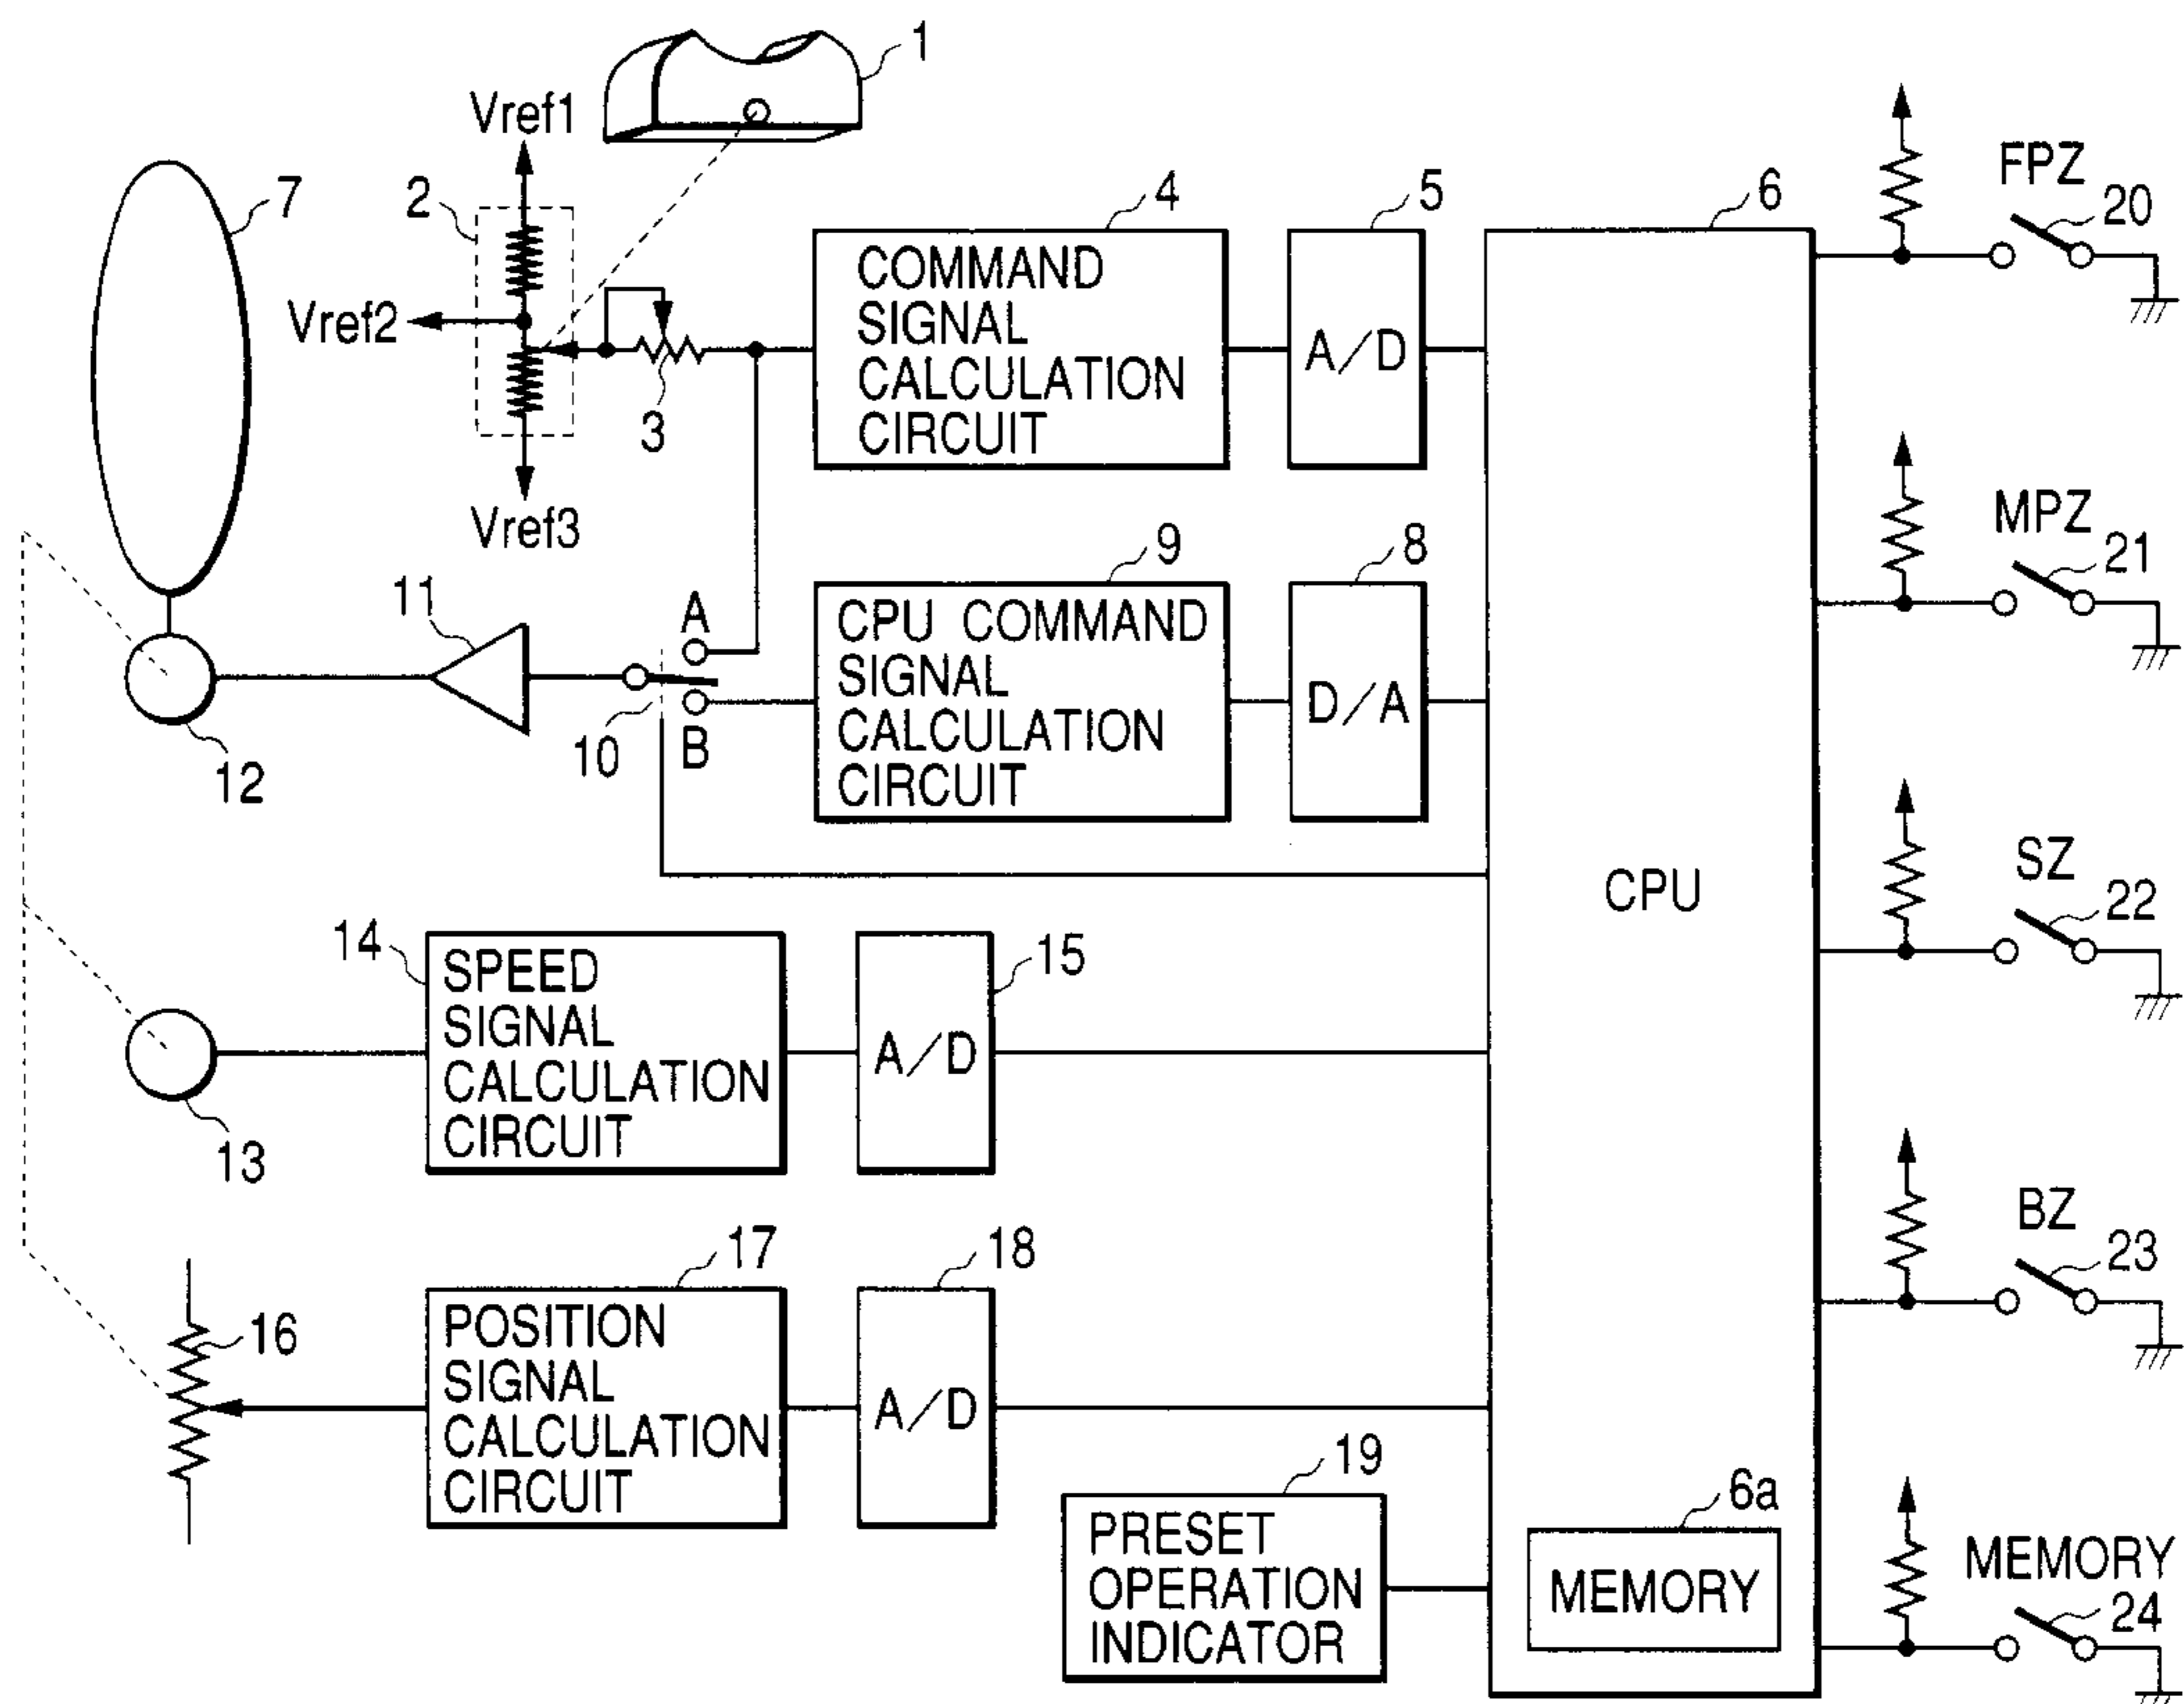 1
Vref1
2
Vref2
Vref3
3
7
4
COMMAND
SIGNAL
CALCULATION
CIRCUIT
5
A/D
6
CPU
FPZ
20
MPZ
21
SZ
22
BZ
23
MEMORY
24
9
CPU COMMAND
SIGNAL
CALCULATION
CIRCUIT
8
D/A
A
B
10
11
12
13
14
SPEED
SIGNAL
CALCULATION
CIRCUIT
15
A/D
16
17
POSITION
SIGNAL
CALCULATION
CIRCUIT
18
A/D
19
PRESET
OPERATION
INDICATOR
6a
MEMORY